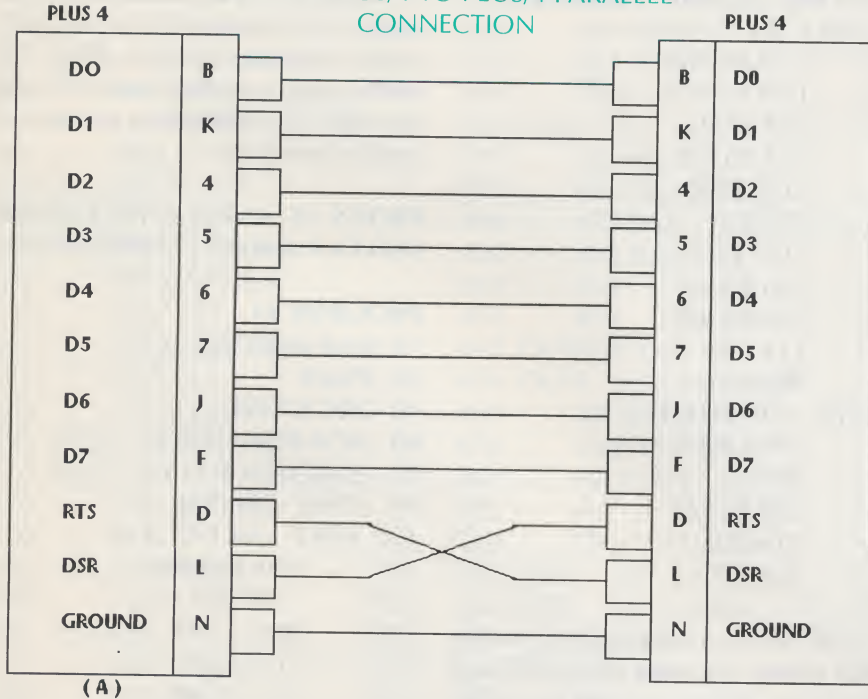 CONNECTION
PLUS 4
PLUS 4
DO B
B D0
D1 K
K D1
D2 4
4 D2
D3 5
5 D3
D4 6
6 D4
D5 7
7 D5
D6 J
J D6
D7 F
F D7
RTS D
D RTS
DSR L
L DSR
GROUND N
N GROUND
(A)